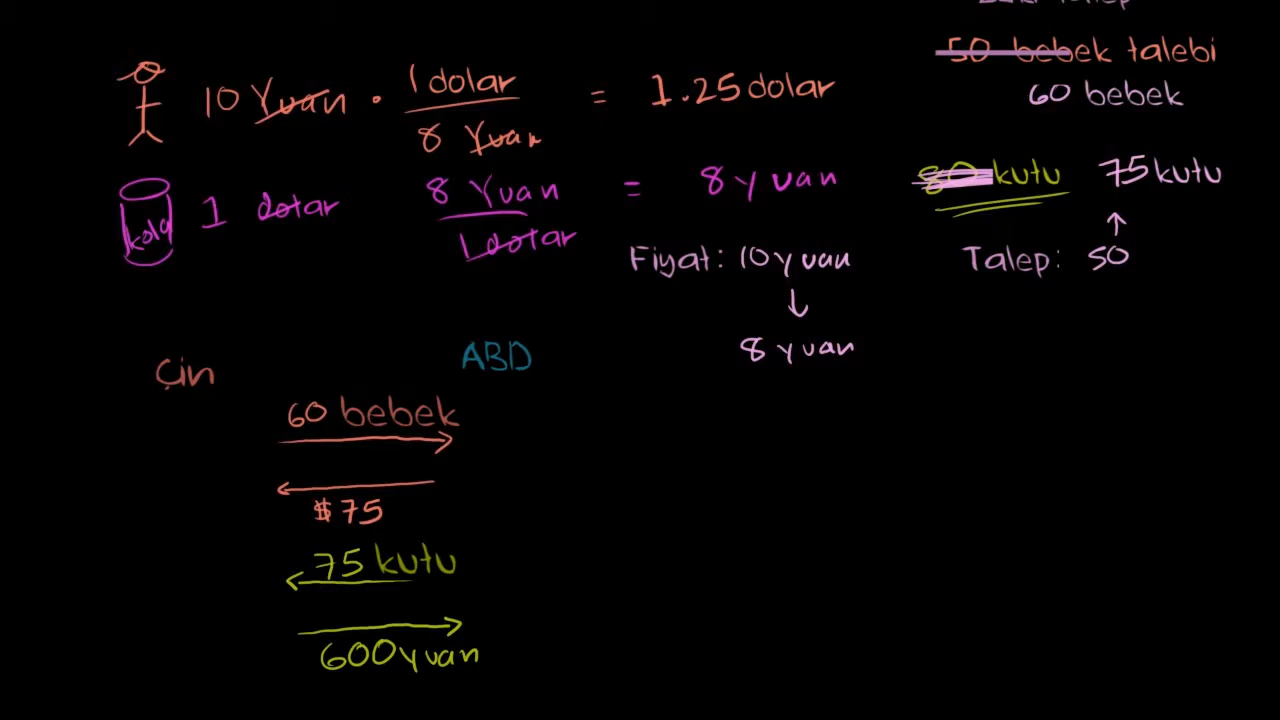 50 bebek talebi
60 bebek
10 Yuan · 1 dolar / 8 Yuan = 1.25 dolar
kola 1 dolar 8 Yuan / 1 dolar = 8 yuan
80 kutu 75 kutu
Fiyat: 10 yuan
Talep: 50
8 yuan
Çin
ABD
60 bebek
$75
75 kutu
600 yuan